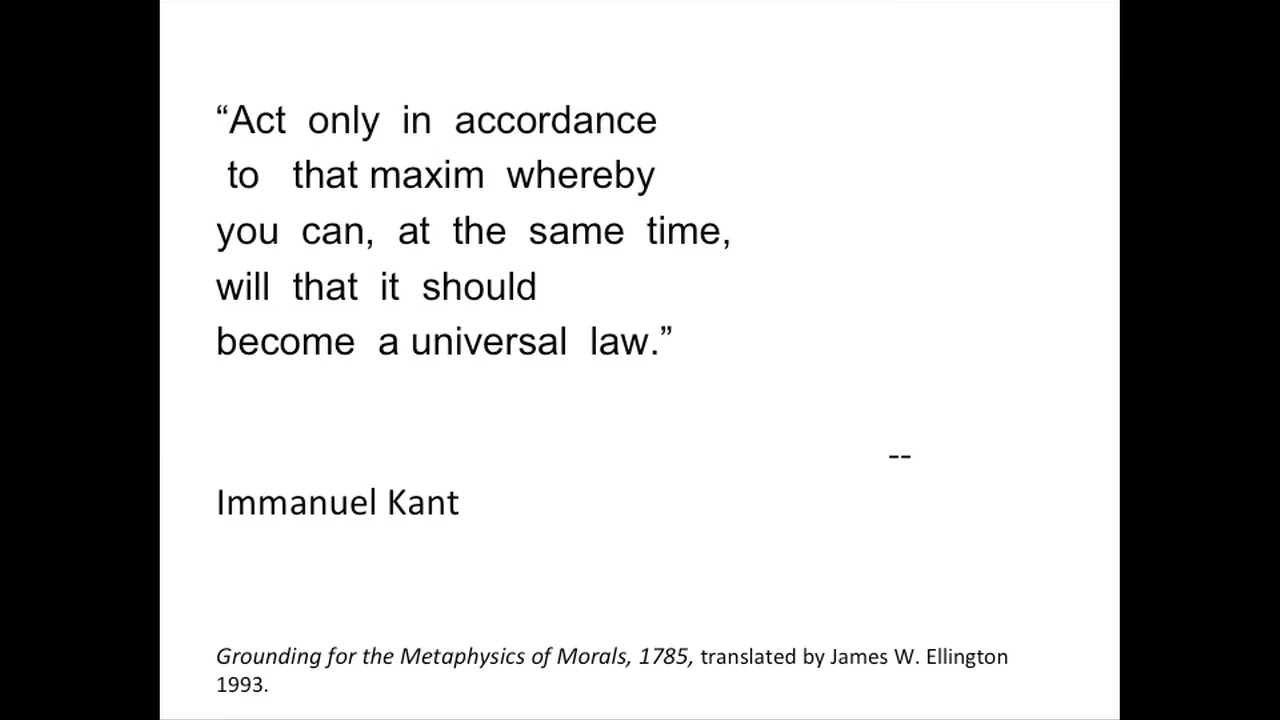 “Act only in accordance
to that maxim whereby
you can, at the same time,
will that it should
become a universal law.”
--
Immanuel Kant
Grounding for the Metaphysics of Morals, 1785, translated by James W. Ellington
1993.